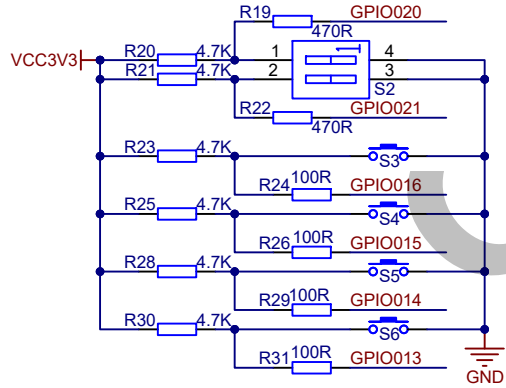 R19 GPIO020
470R
VCC3V3 R20 4.7K 1 1 4
R21 4.7K 2 3
S2
R22 GPIO021
470R
R23 4.7K S3
R24 100R GPIO016
R25 4.7K S4
R26 100R GPIO015
R28 4.7K S5
R29 100R GPIO014
R30 4.7K S6
R31 100R GPIO013
GND